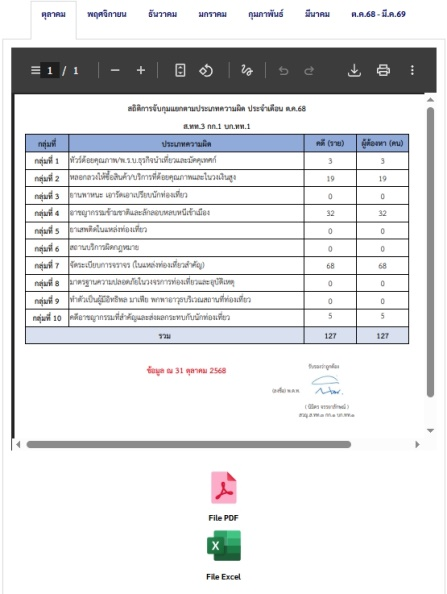 ตุลาคม พฤศจิกายน ธันวาคม มกราคม กุมภาพันธ์ มีนาคม ต.ค.68 - มี.ค.69
1 / 1
สถิติการจับกุมแยกตามประเภทความผิด ประจำเดือน ต.ค.68
ส.ทท.3 กก.1 บก.ทท.1
กลุ่มที่ ประเภทความผิด คดี (ราย) ผู้ต้องหา (คน)
กลุ่มที่ 1 ทัวร์ด้อยคุณภาพ/พ.ร.บ.ธุรกิจนำเที่ยวและมัคคุเทศก์ 3 3
กลุ่มที่ 2 หลอกลวงให้ซื้อสินค้า/บริการที่ด้อยคุณภาพและในวงเงินสูง 19 19
กลุ่มที่ 3 ยานพาหนะ เอารัดเอาเปรียบนักท่องเที่ยว 0 0
กลุ่มที่ 4 อาชญากรรมข้ามชาติและลักลอบหลบหนีเข้าเมือง 32 32
กลุ่มที่ 5 ยาเสพติดในแหล่งท่องเที่ยว 0 0
กลุ่มที่ 6 สถานบริการผิดกฎหมาย 0 0
กลุ่มที่ 7 จัดระเบียบการจราจร (ในแหล่งท่องเที่ยวสำคัญ) 68 68
กลุ่มที่ 8 มาตรฐานความปลอดภัยในวงจรการท่องเที่ยวและอุบัติเหตุ 0 0
กลุ่มที่ 9 ทำตัวเป็นผู้มีอิทธิพล มาเฟีย พกพาอาวุธบริเวณสถานที่ท่องเที่ยว 0 0
กลุ่มที่ 10 คดีอาชญากรรมที่สำคัญและส่งผลกระทบกับนักท่องเที่ยว 5 5
รวม 127 127
ข้อมูล ณ 31 ตุลาคม 2568
รับรองว่าถูกต้อง
File PDF
File Excel